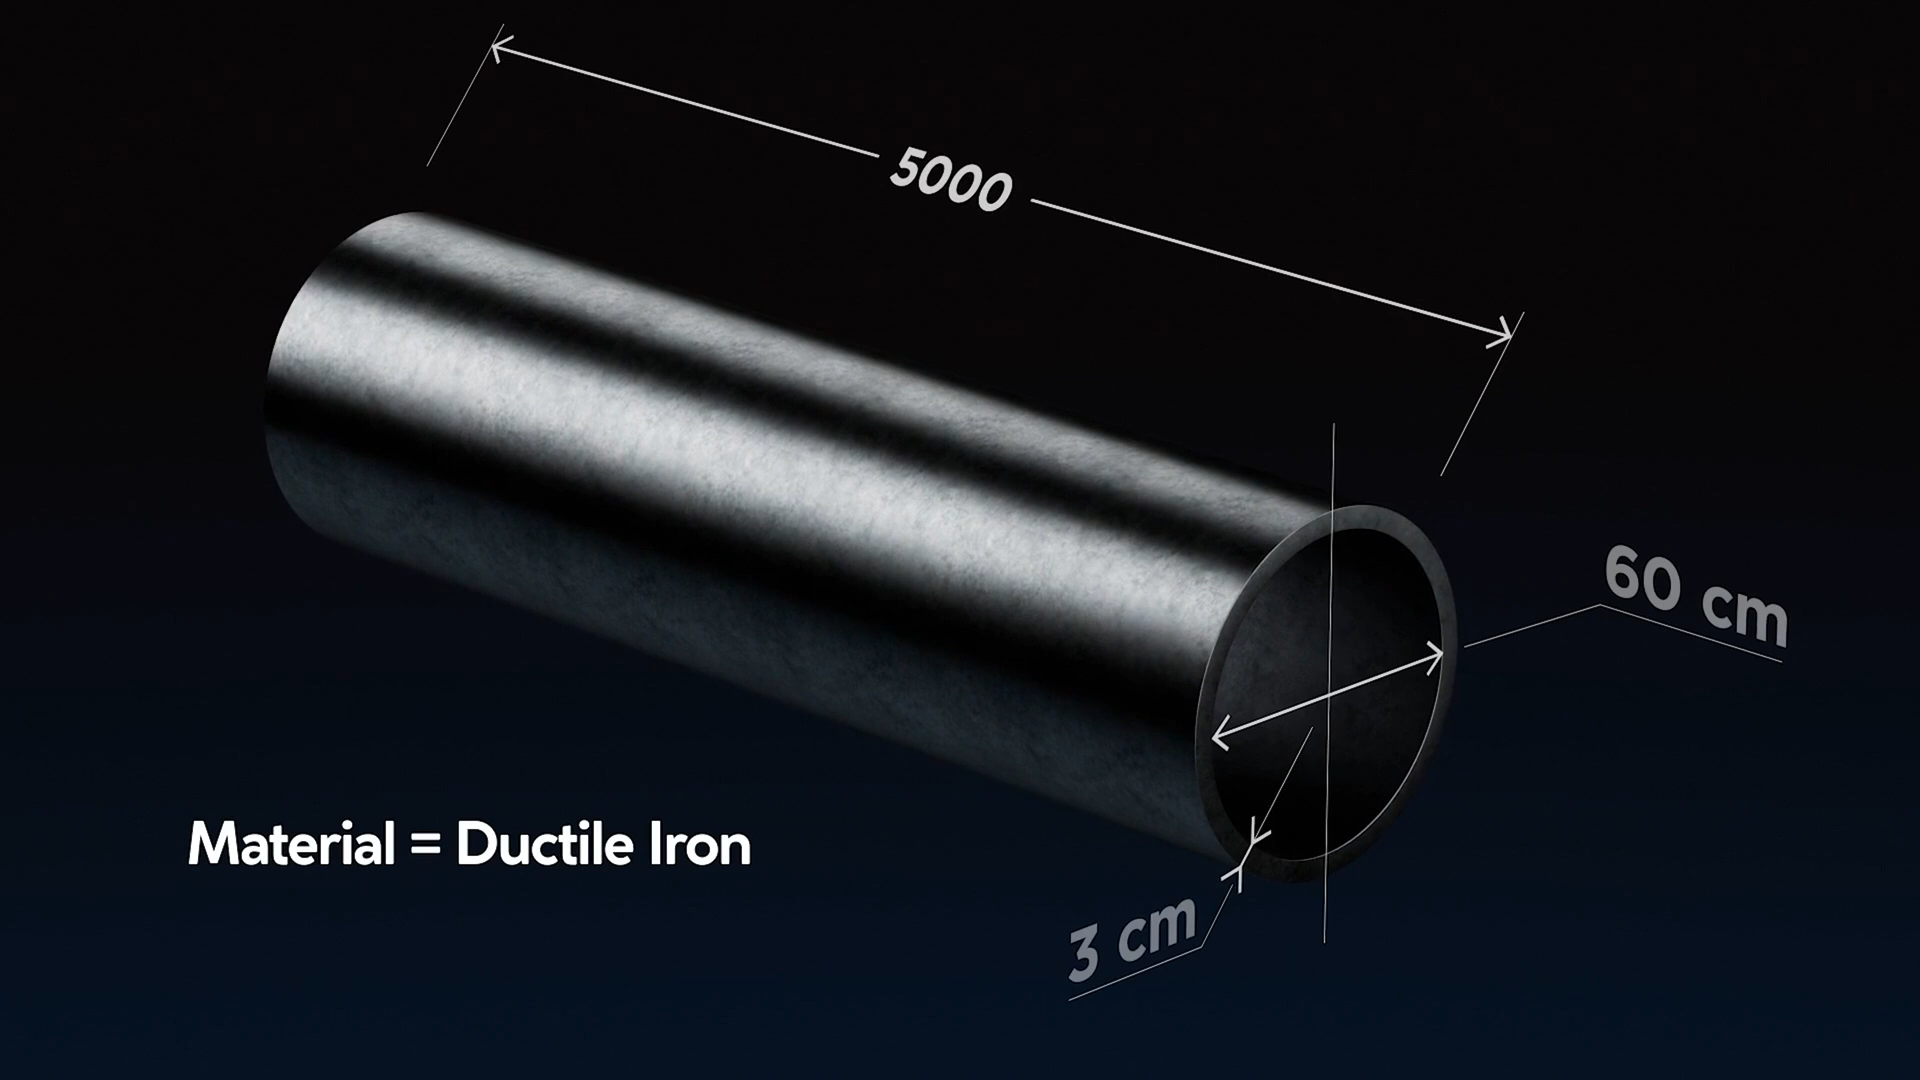 5000
60 cm
Material = Ductile Iron
3 cm